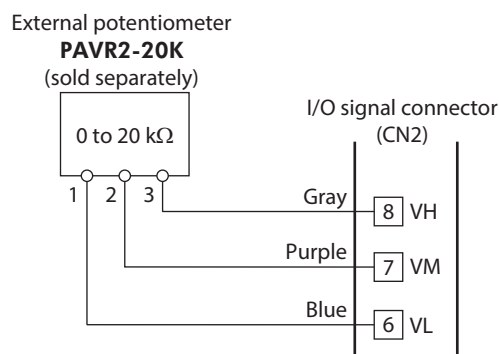 External potentiometer
PAVR2-20K
(sold separately)
I/O signal connector
(CN2)
0 to 20 kΩ
1 2 3
Gray
8 VH
Purple
7 VM
Blue
6 VL